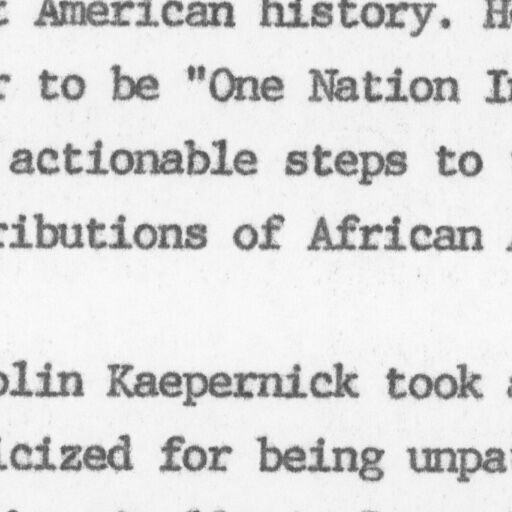 American history.
to be "One Nation
actionable steps to
ributions of African
olin Kaepernick took
icized for being unpa